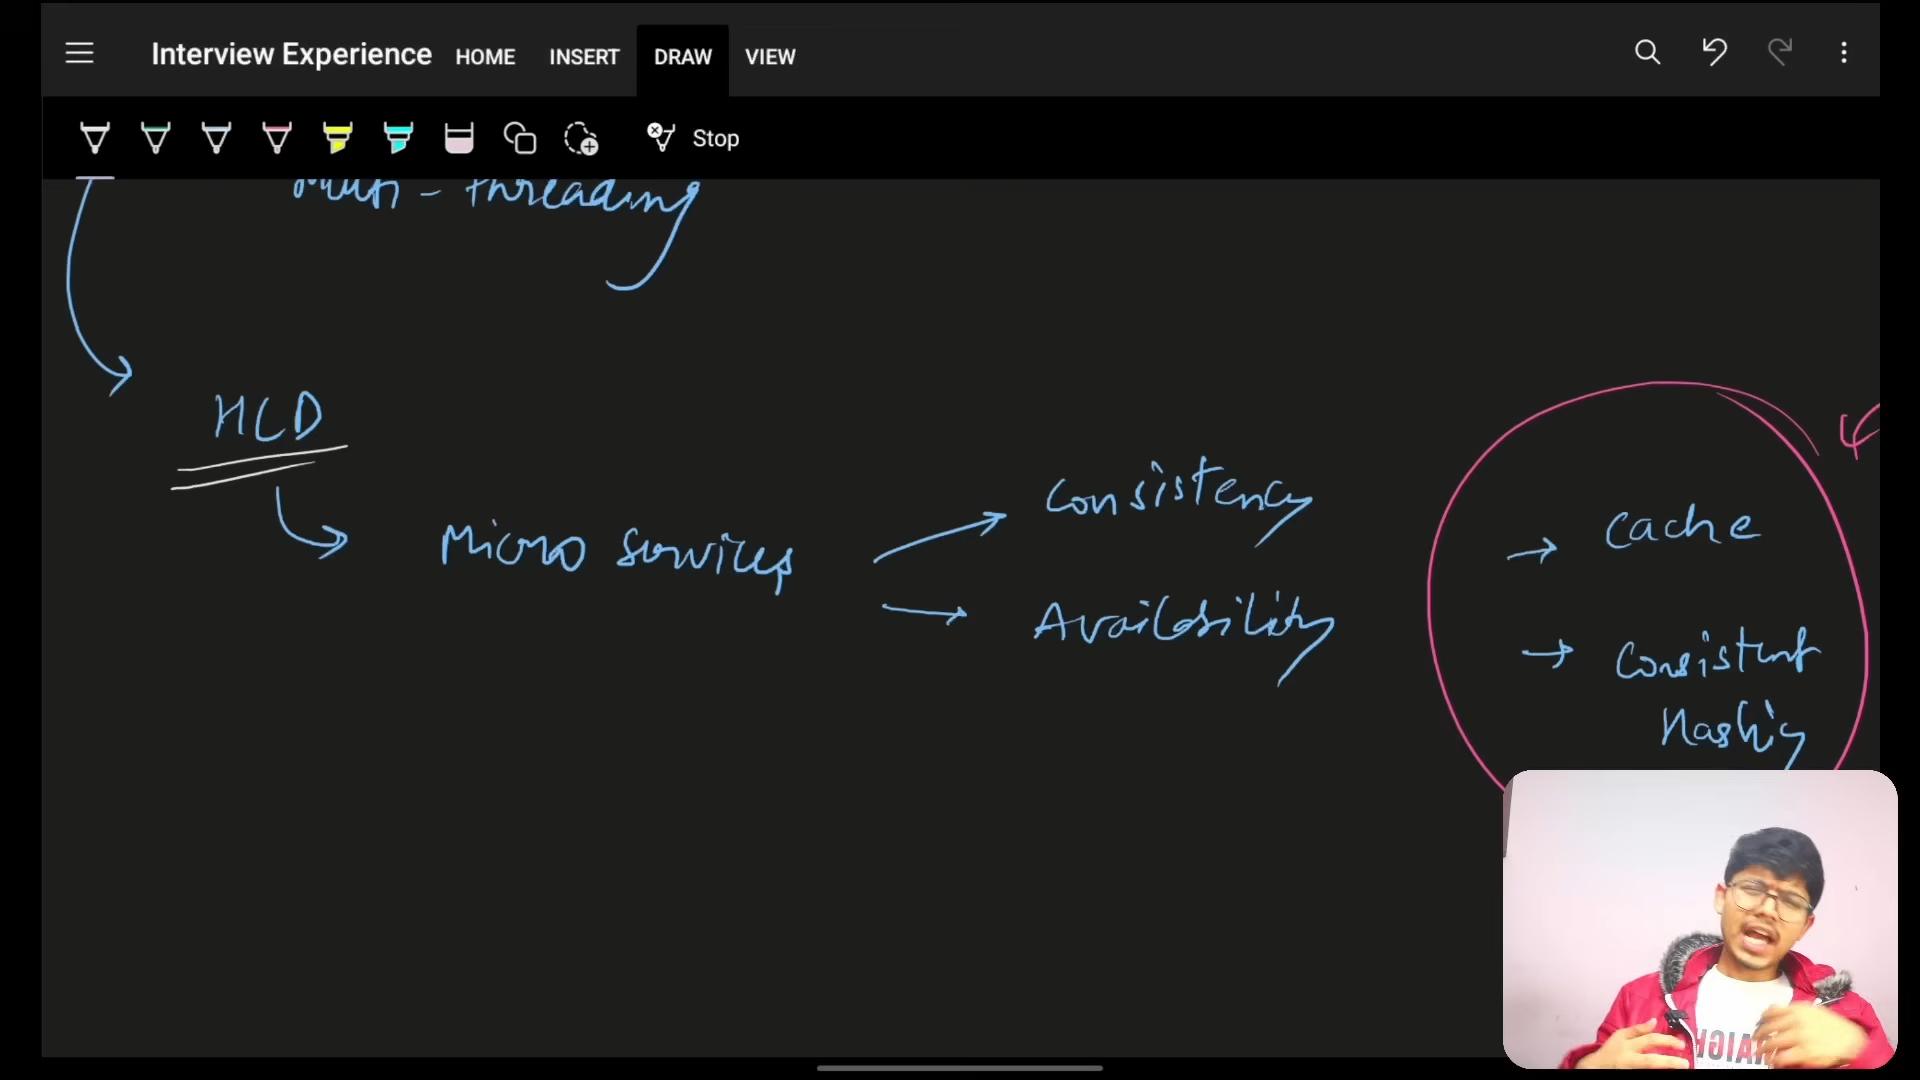 Interview Experience HOME INSERT DRAW VIEW
Stop
Multi - threading
HLD
Consistency
Micro Services
Availability
Cache
Consistent
Hashing